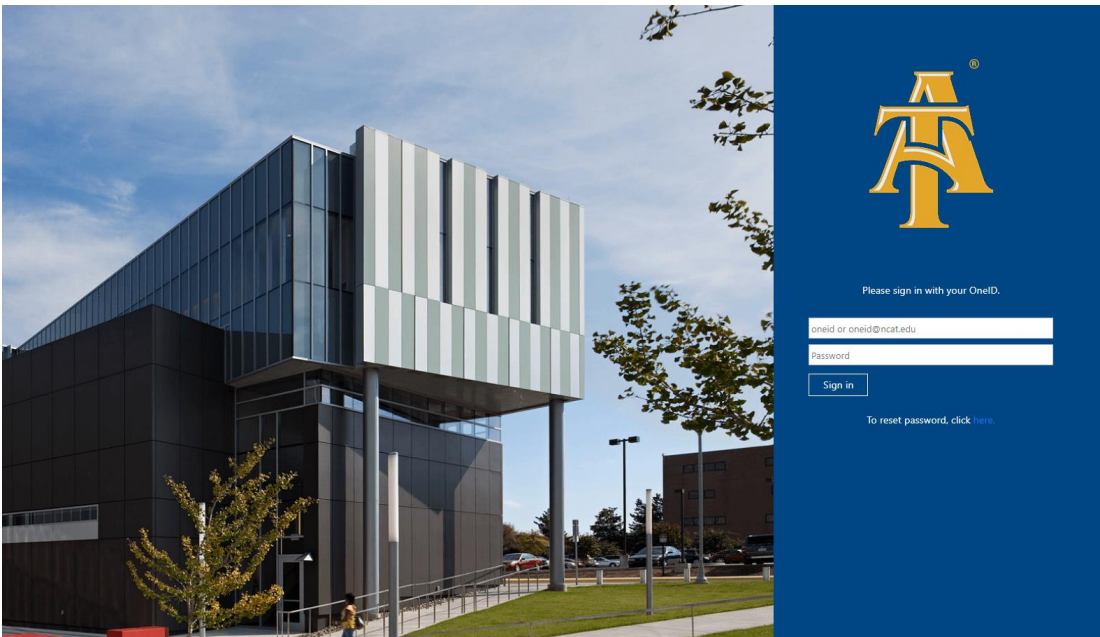 AT ®
Please sign in with your OneID.
oneid or oneid@ncat.edu
Password
Sign in
To reset password, click here.